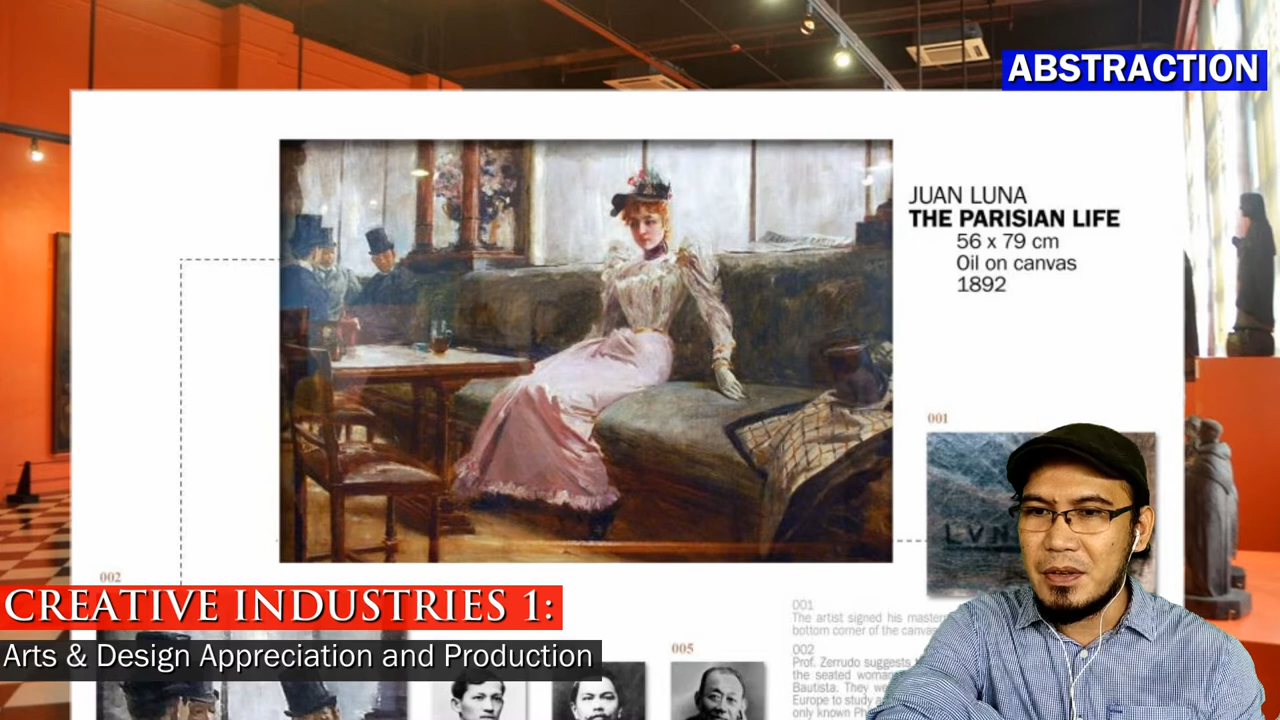 ABSTRACTION
JUAN LUNA
THE PARISIAN LIFE
56 x 79 cm
Oil on canvas
1892
001
LVN
002
CREATIVE INDUSTRIES 1:
Arts & Design Appreciation and Production
005
001
The artist signed his master
bottom corner of the canvas
002
Prof. Zerrudo suggests
the seated woman
Bautista. They we
Europe to study a
only known Ph